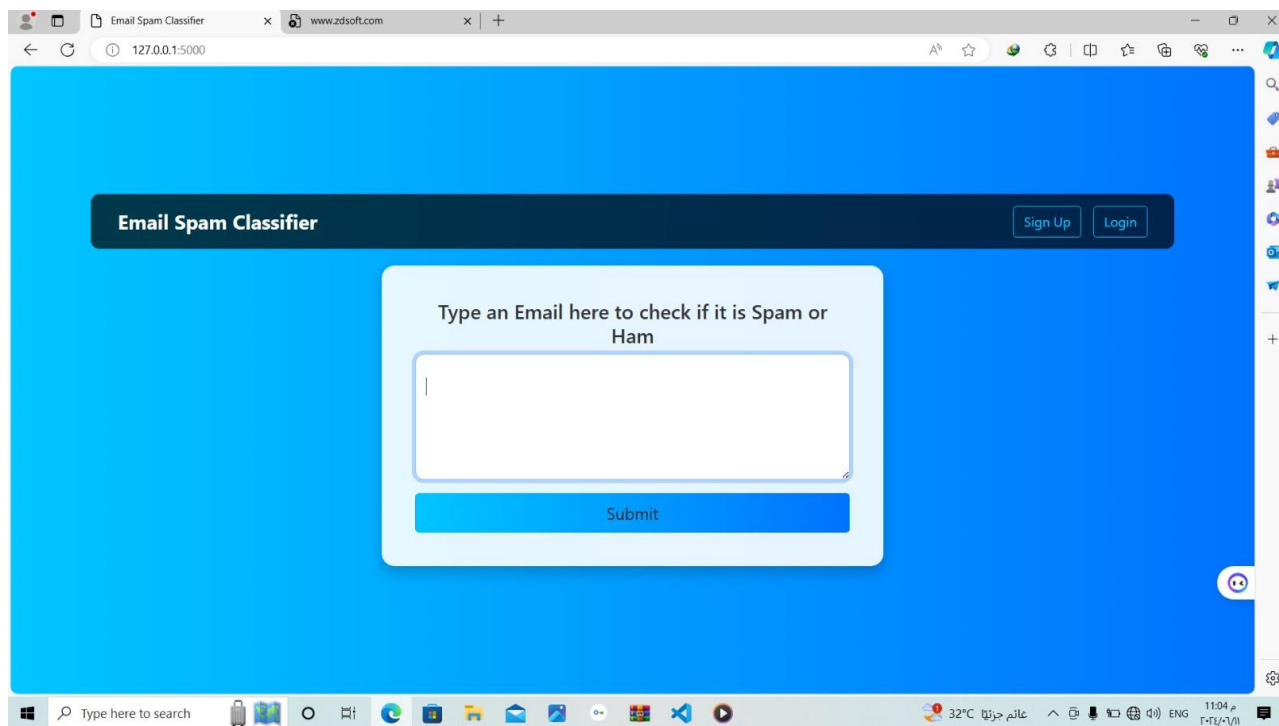 Email Spam Classifier
www.zdsoft.com
127.0.0.1:5000
Email Spam Classifier
Sign Up
Login
Type an Email here to check if it is Spam or
Ham
Submit
Type here to search
32°C غائم جزئيًا
ENG
11:04 م